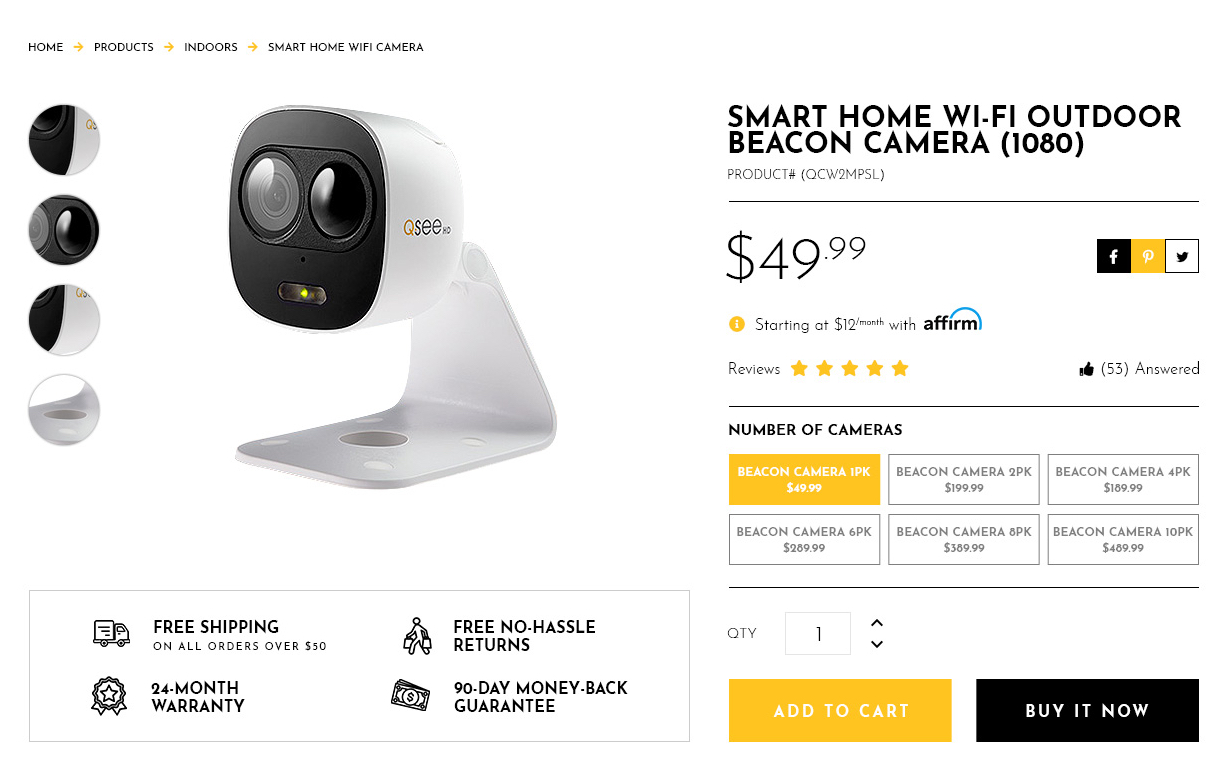 HOME → PRODUCTS → INDOORS → SMART HOME WIFI CAMERA
Qsee HD
SMART HOME WI-FI OUTDOOR
BEACON CAMERA (1080)
PRODUCT# (QCW2MPSL)
$49.99
Starting at $12/month with affirm
Reviews
(53) Answered
NUMBER OF CAMERAS
BEACON CAMERA 1PK
$49.99
BEACON CAMERA 2PK
$199.99
BEACON CAMERA 4PK
$189.99
BEACON CAMERA 6PK
$289.99
BEACON CAMERA 8PK
$389.99
BEACON CAMERA 10PK
$489.99
QTY 1
ADD TO CART
BUY IT NOW
FREE SHIPPING
ON ALL ORDERS OVER $50
FREE NO-HASSLE
RETURNS
24-MONTH
WARRANTY
90-DAY MONEY-BACK
GUARANTEE